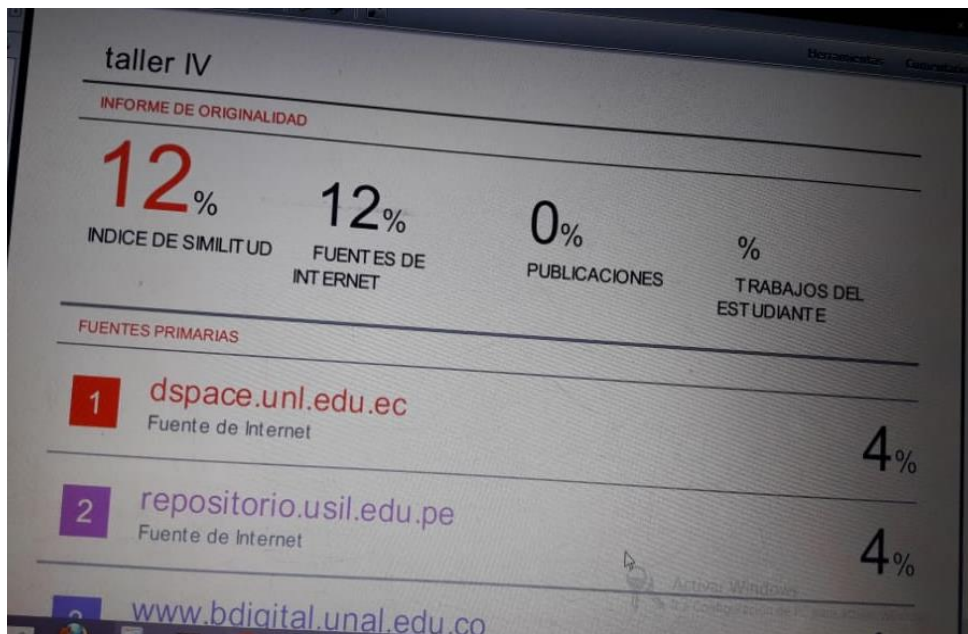 Herramientas
taller IV
INFORME DE ORIGINALIDAD
12%
INDICE DE SIMILITUD
12%
FUENTES DE
INTERNET
0%
PUBLICACIONES
%
TRABAJOS DEL
ESTUDIANTE
FUENTES PRIMARIAS
1
dspace.unl.edu.ec
Fuente de Internet
4%
2
repositorio.usil.edu.pe
Fuente de Internet
4%
Activar Windows
www.bdigital.unal.edu.co